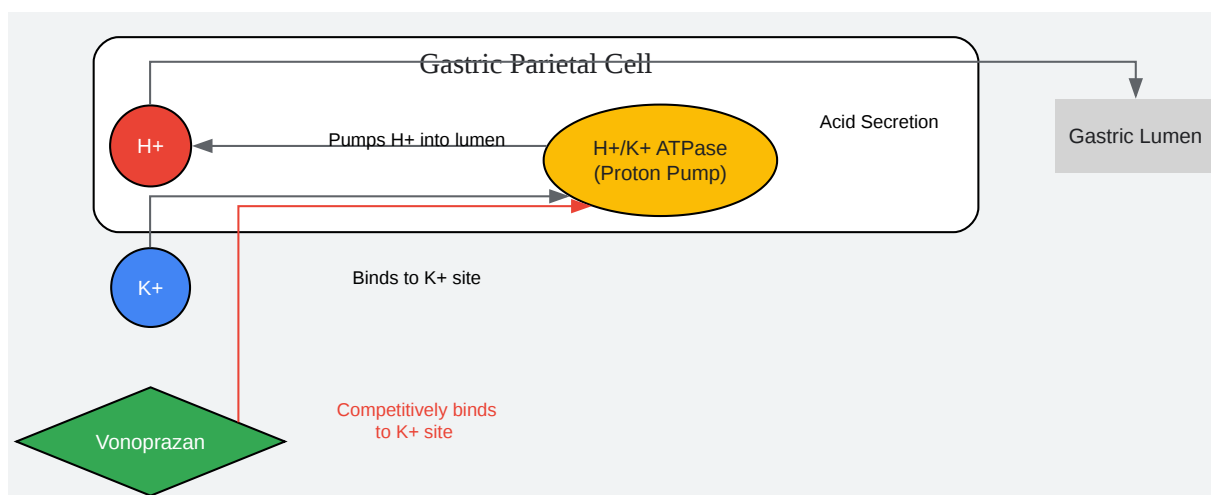 Gastric Parietal Cell
H+
Pumps H+ into lumen
H+/K+ ATPase
(Proton Pump)
Acid Secretion
Gastric Lumen
K+
Binds to K+ site
Vonoprazan
Competitively binds
to K+ site